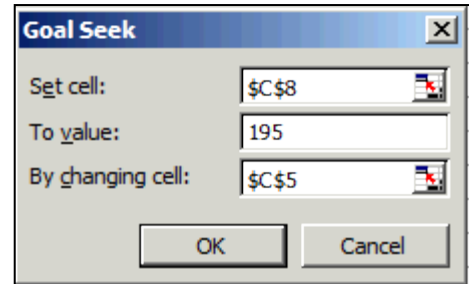 Goal Seek
Set cell: $C$8
To value: 195
By changing cell: $C$5
OK Cancel